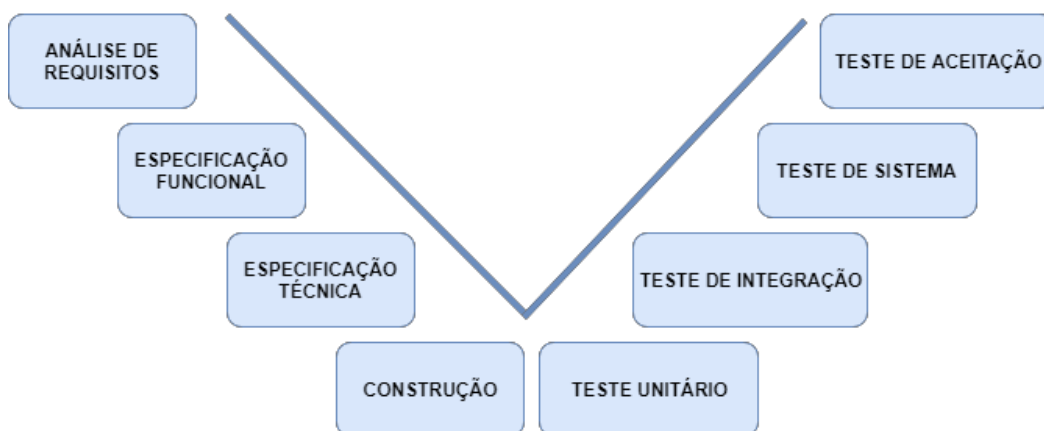 ANÁLISE DE
REQUISITOS
TESTE DE ACEITAÇÃO
ESPECIFICAÇÃO
FUNCIONAL
TESTE DE SISTEMA
ESPECIFICAÇÃO
TÉCNICA
TESTE DE INTEGRAÇÃO
CONSTRUÇÃO
TESTE UNITÁRIO